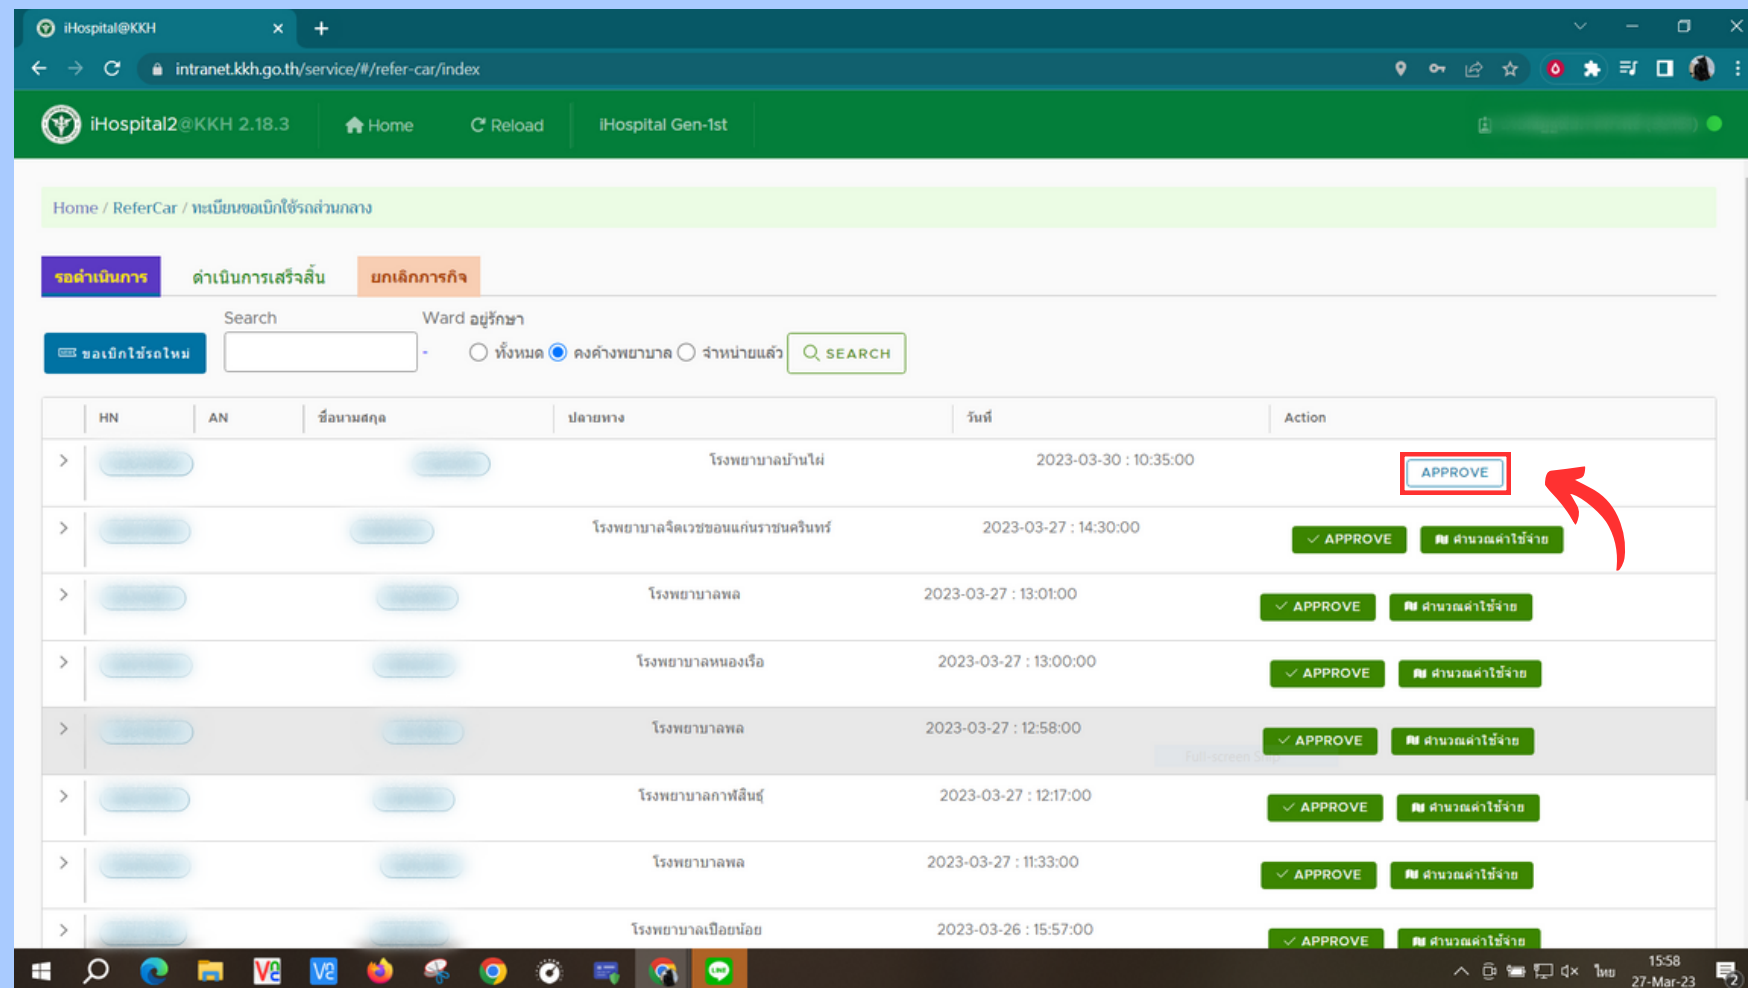 iHospital@KKH
intranet.kkh.go.th/service/#/refer-car/index
iHospital2@KKH 2.18.3 Home Reload iHospital Gen-1st
Home / ReferCar / ทะเบียนขอเบิกใช้รถส่วนกลาง
รอดำเนินการ ดำเนินการเสร็จสิ้น ยกเลิกภารกิจ
Search Ward อยู่รักษา
ขอเบิกใช้รถใหม่ - ทั้งหมด คงค้างพยาบาล จำหน่ายแล้ว SEARCH
HN AN ชื่อนามสกุล ปลายทาง วันที่ Action
โรงพยาบาลบ้านไผ่ 2023-03-30 : 10:35:00 APPROVE
โรงพยาบาลจิตเวชขอนแก่นราชนครินทร์ 2023-03-27 : 14:30:00 APPROVE คำนวณค่าใช้จ่าย
โรงพยาบาลพล 2023-03-27 : 13:01:00 APPROVE คำนวณค่าใช้จ่าย
โรงพยาบาลหนองเรือ 2023-03-27 : 13:00:00 APPROVE คำนวณค่าใช้จ่าย
โรงพยาบาลพล 2023-03-27 : 12:58:00 APPROVE คำนวณค่าใช้จ่าย
Full-screen Snip
โรงพยาบาลกาฬสินธุ์ 2023-03-27 : 12:17:00 APPROVE คำนวณค่าใช้จ่าย
โรงพยาบาลพล 2023-03-27 : 11:33:00 APPROVE คำนวณค่าใช้จ่าย
โรงพยาบาลเปือยน้อย 2023-03-26 : 15:57:00 APPROVE คำนวณค่าใช้จ่าย
LINE ไทย 15:58
27-Mar-23 2